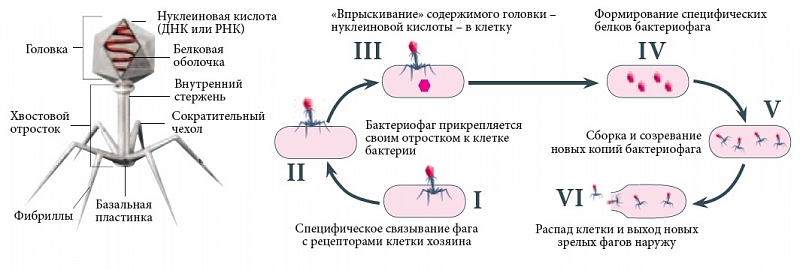 Нуклеиновая кислота
(ДНК или РНК)
Головка
Белковая
оболочка
Внутренний
стержень
Хвостовой
отросток
Сократительный
чехол
Базальная
пластинка
Фибриллы
«Впрыскивание» содержимого головки –
нуклеиновой кислоты – в клетку
III
Формирование специфических
белков бактериофага
IV
V
Бактериофаг прикрепляется
своим отростком к клетке
бактерии
II
Сборка и созревание
новых копий бактериофага
I
VI
Специфическое связывание фага
с рецепторами клетки хозяина
Распад клетки и выход новых
зрелых фагов наружу